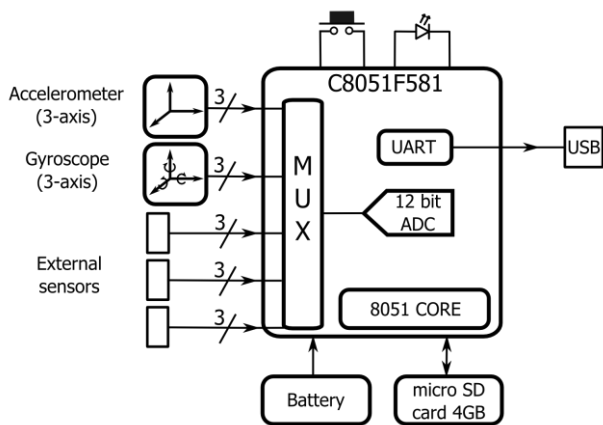 C8051F581
Accelerometer
(3-axis)
3
Gyroscope
(3-axis)
3
M
U
X
UART
USB
12 bit
ADC
External
sensors
3
3
3
8051 CORE
Battery
micro SD
card 4GB